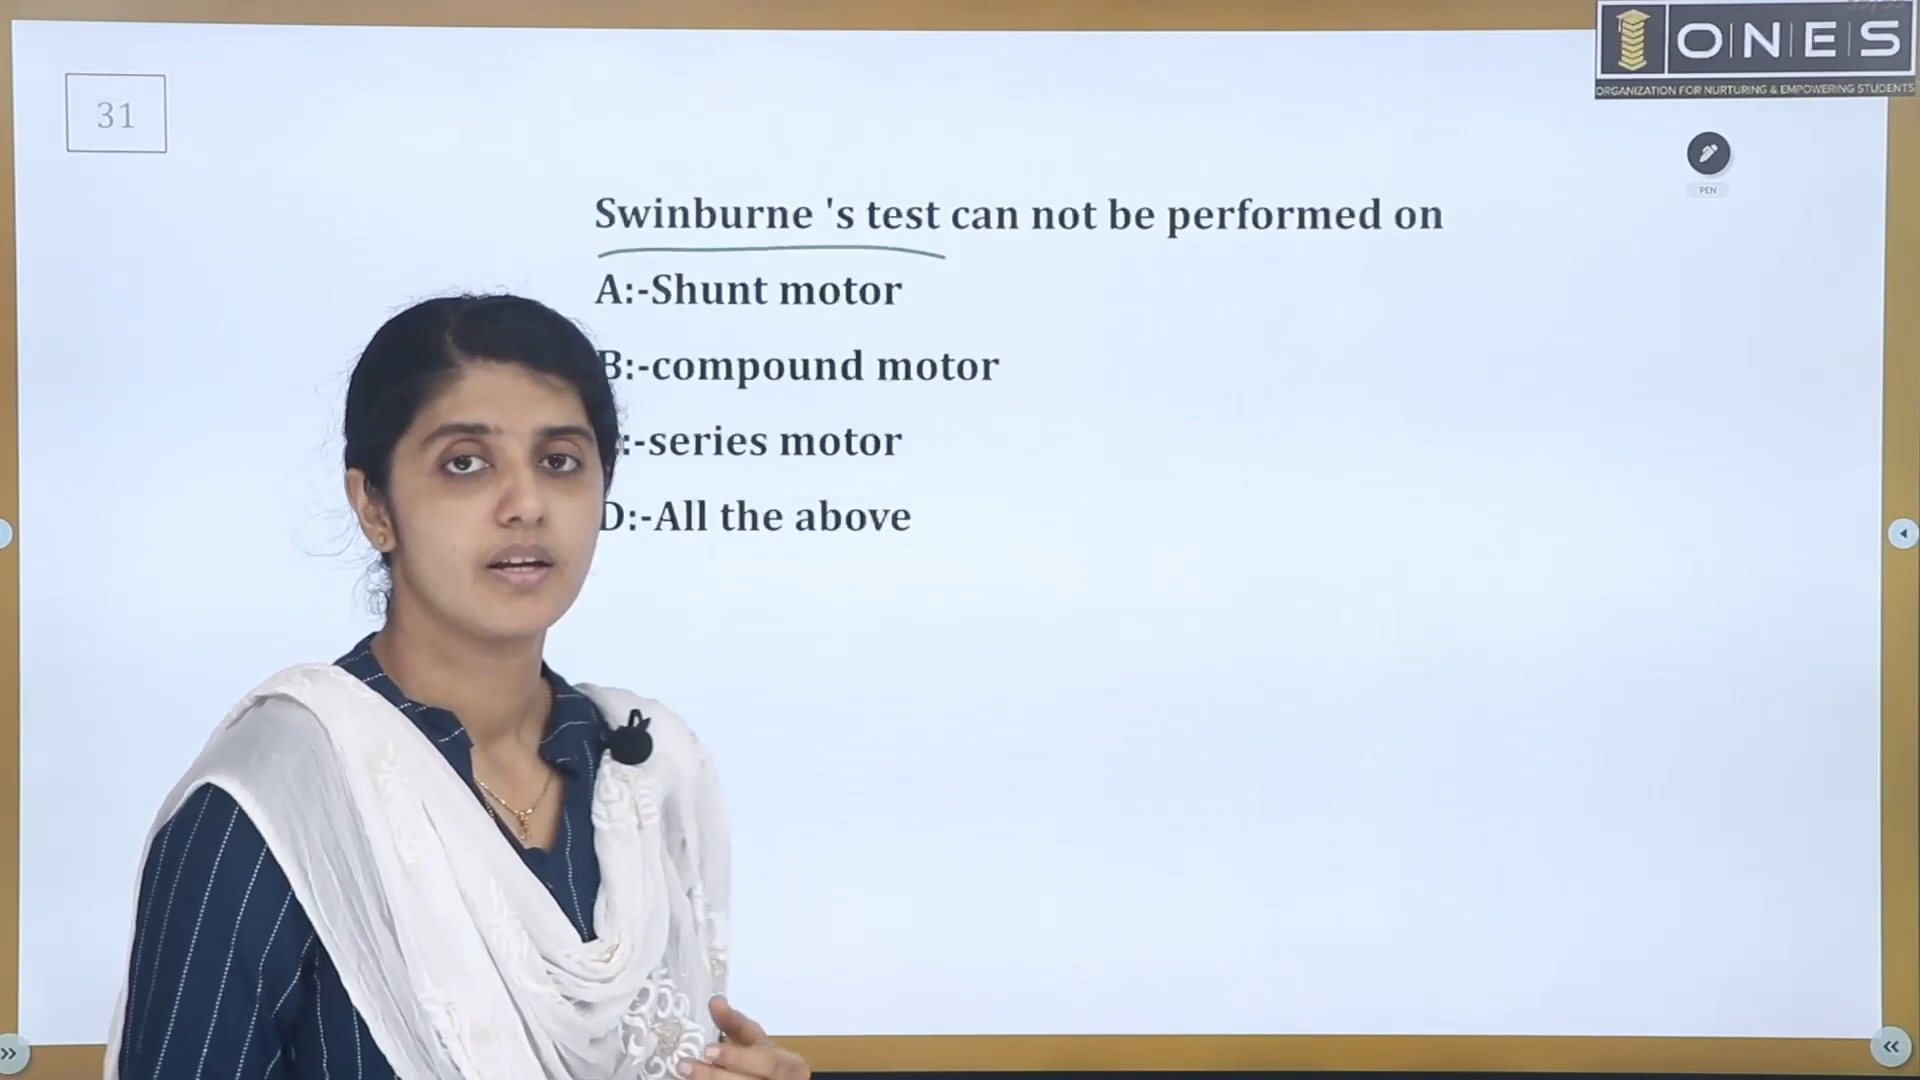 ONES
ORGANIZATION FOR NURTURING & EMPOWERING STUDENTS
31
PEN
Swinburne 's test can not be performed on
A:-Shunt motor
B:-compound motor
:-series motor
D:-All the above